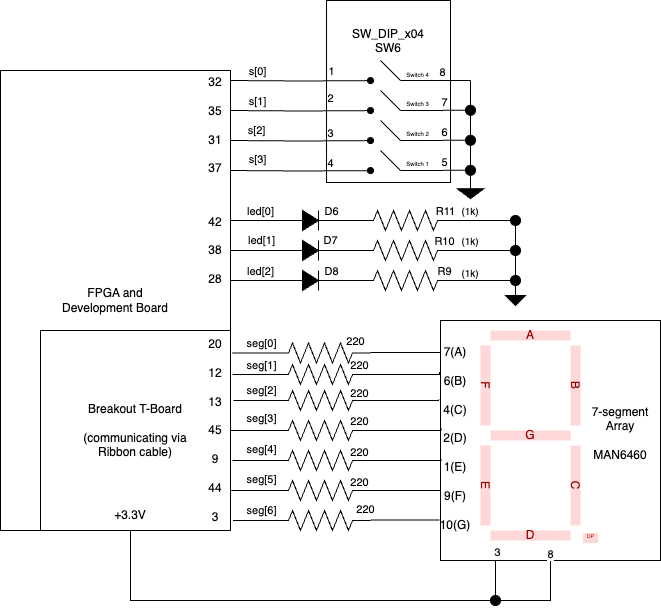 SW_DIP_x04
SW6
32 s[0] 1 Switch 4 8
35 s[1] 2 Switch 3 7
31 s[2] 3 Switch 2 6
37 s[3] 4 Switch 1 5
42 led[0] D6 R11 (1k)
38 led[1] D7 R10 (1k)
28 led[2] D8 R9 (1k)
FPGA and
Development Board
20 seg[0] 220 7(A)
12 seg[1] 220 6(B)
13 seg[2] 220 4(C)
45 seg[3] 220 2(D)
9 seg[4] 220 1(E)
44 seg[5] 220 9(F)
3 seg[6] 220 10(G)
Breakout T-Board
(communicating via
Ribbon cable)
+3.3V
A
F
B
G
E
C
D
DP
7-segment
Array
MAN6460
3 8